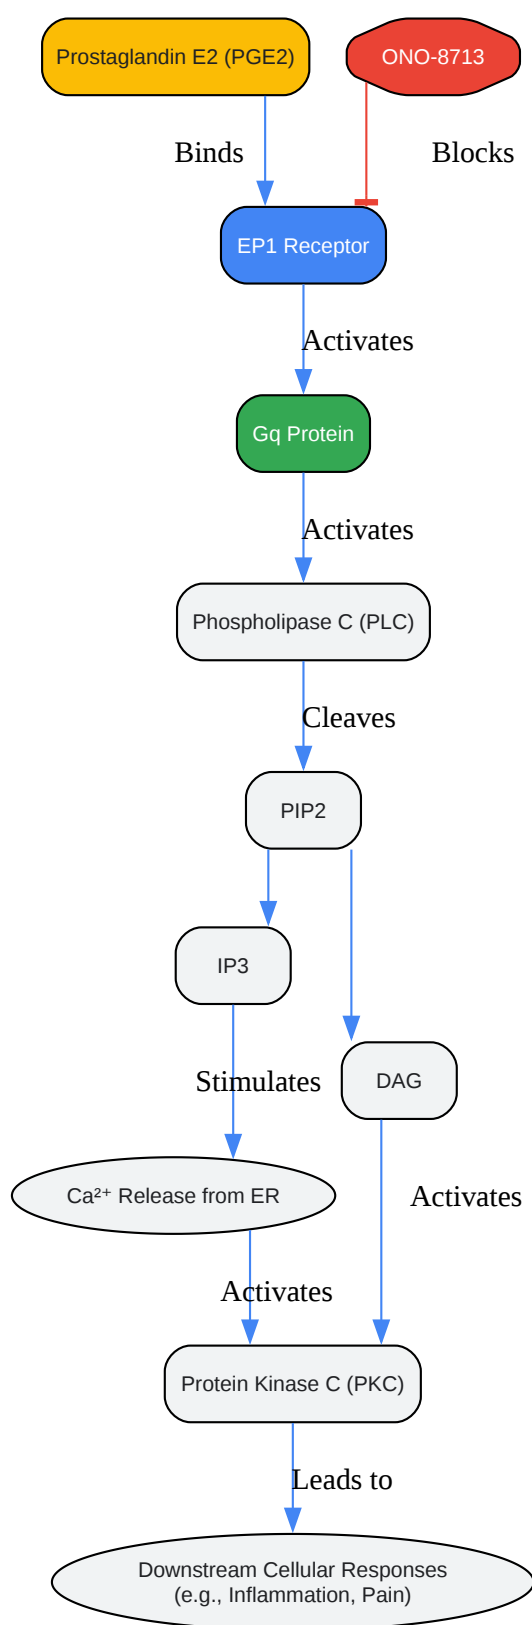 Prostaglandin E2 (PGE2)
ONO-8713
Binds
Blocks
EP1 Receptor
Activates
Gq Protein
Activates
Phospholipase C (PLC)
Cleaves
PIP2
IP3
DAG
Stimulates
Ca²⁺ Release from ER
Activates
Activates
Protein Kinase C (PKC)
Leads to
Downstream Cellular Responses
(e.g., Inflammation, Pain)